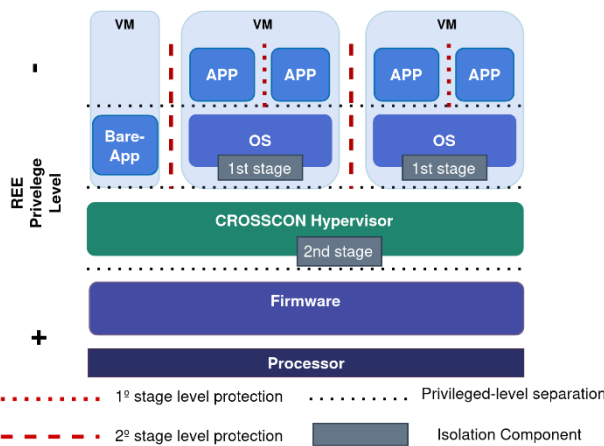 VM
VM
VM
-
APP
APP
APP
APP
Bare-
App
OS
OS
1st stage
1st stage
REE
Privelege
Level
CROSSCON Hypervisor
2nd stage
Firmware
+
Processor
1º stage level protection
Privileged-level separation
2º stage level protection
Isolation Component